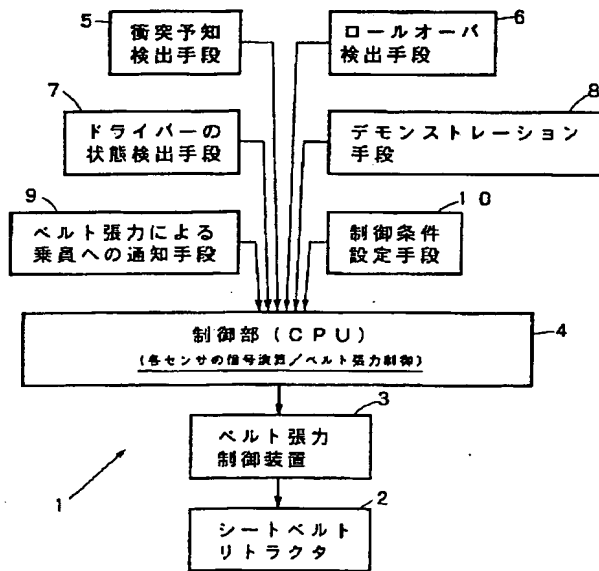 5
衝突予知
検出手段
6
ロールオーバ
検出手段
7
ドライバーの
状態検出手段
8
デモンストレーション
手段
9
ベルト張力による
乗員への通知手段
10
制御条件
設定手段
制御部(CPU)
(各センサの信号演算/ベルト張力制御)
4
3
ベルト張力
制御装置
1
2
シートベルト
リトラクタ